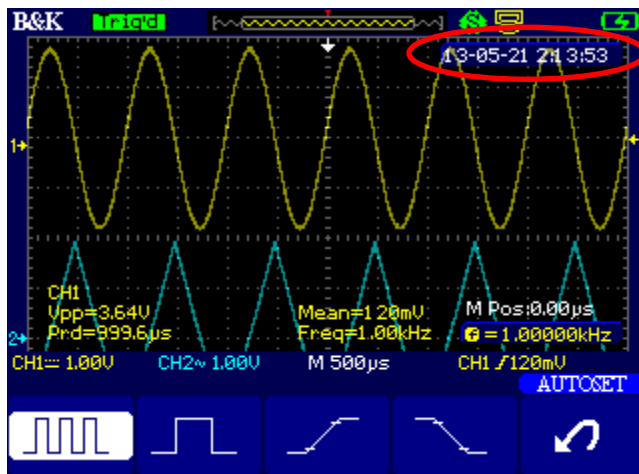 B&K Trig'd
13-05-21 2:13:53
1
CH1
Vpp=3.64V Mean=120mV M Pos:0.00µs
Prd=999.6µs Freq=1.00kHz = 1.00000kHz
2
CH1 1.00V CH2~ 1.00V M 500µs CH1 120mV
AUTOSET